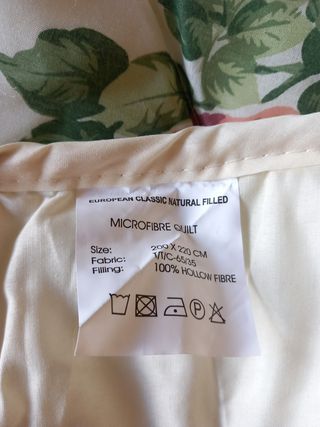 EUROPEAN CLASSIC NATURAL FILLED
MICROFIBRE QUILT
Size: 200 X 220 CM
Fabric: T/T/C-65/35
Filling: 100% HOLLOW FIBRE
P